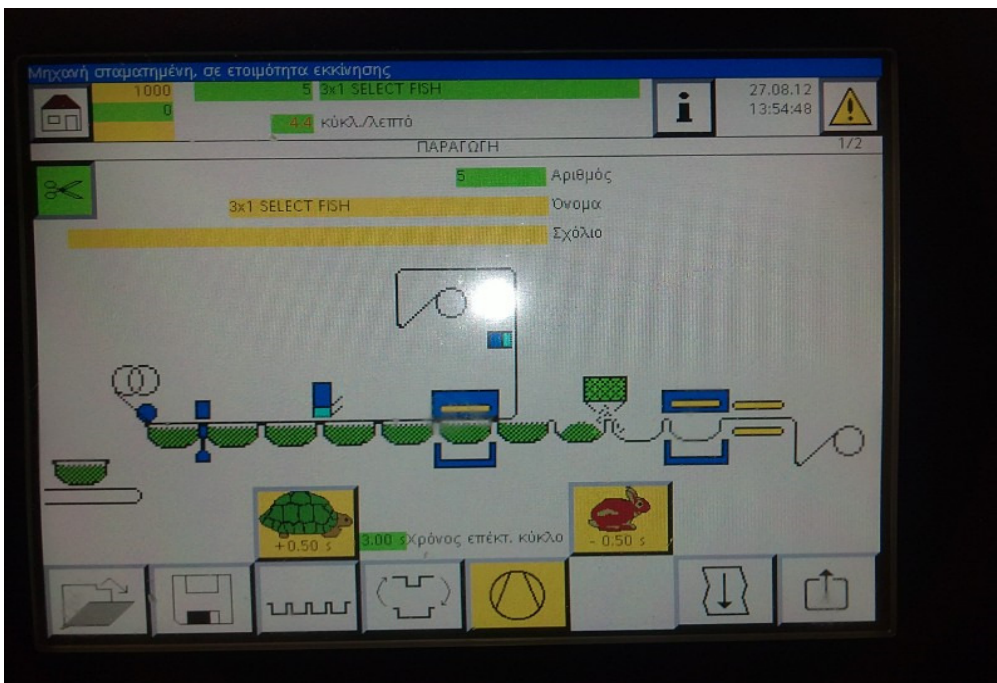 Μηχανή σταματημένη, σε ετοιμότητα εκκίνησης
1000 5 3x1 SELECT FISH 27.08.12
0 13:54:48
4.4 κύκλ./λεπτό
ΠΑΡΑΓΩΓΗ 1/2
5 Αριθμός
3x1 SELECT FISH Όνομα
Σχόλιο
+0.50 s 3.00 s Χρόνος επέκτ. κύκλο - 0.50 s